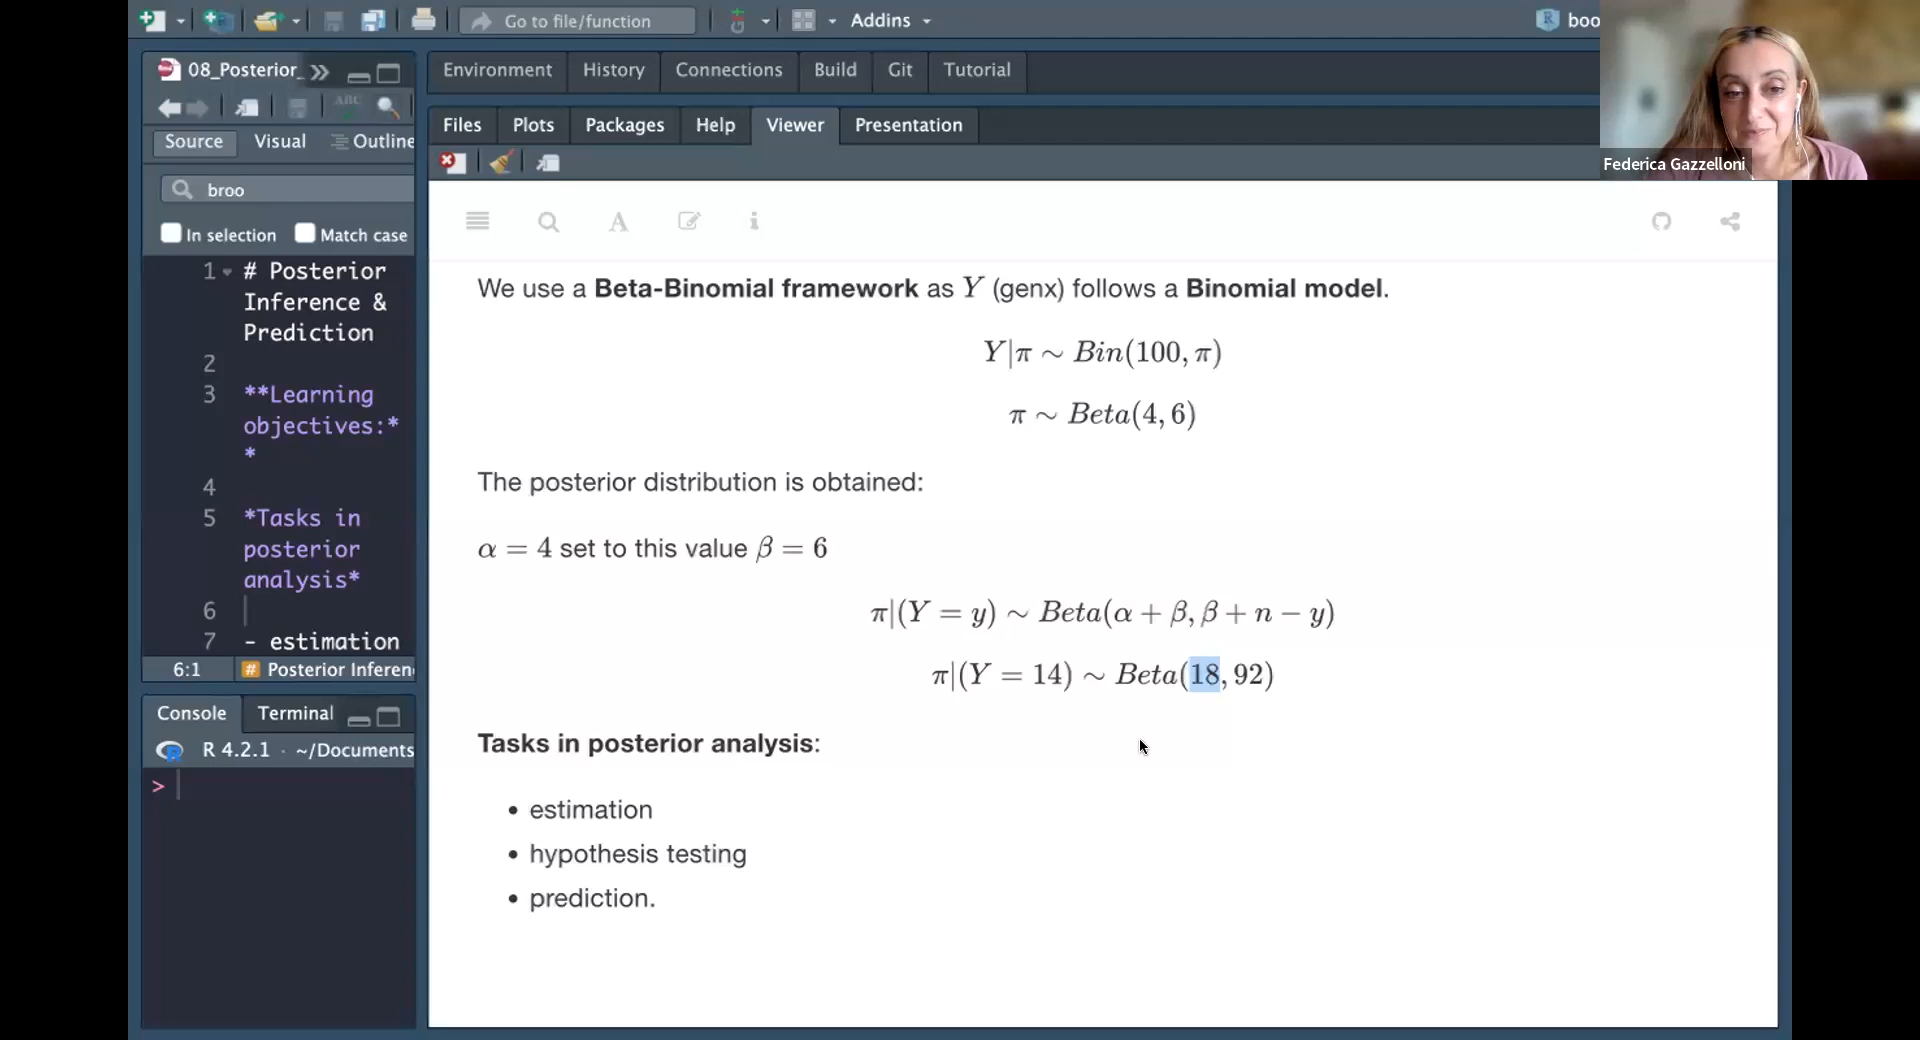 Go to file/function
Addins
boo
Federica Gazzelloni
08_Posterior_
ABC
Source Visual Outline
broo
In selection Match case
1 # Posterior
Inference &
Prediction
2
3 **Learning
objectives:*
*
4
5 *Tasks in
posterior
analysis*
6
7 - estimation
6:1 # Posterior Inferen
Console Terminal
R 4.2.1 · ~/Documents
>
Environment History Connections Build Git Tutorial
Files Plots Packages Help Viewer Presentation
We use a Beta-Binomial framework as Y (genx) follows a Binomial model.
Y|π ∼ Bin(100, π)
π ∼ Beta(4, 6)
The posterior distribution is obtained:
α = 4 set to this value β = 6
π|(Y = y) ∼ Beta(α + β, β + n − y)
π|(Y = 14) ∼ Beta(18, 92)
Tasks in posterior analysis:
• estimation
• hypothesis testing
• prediction.